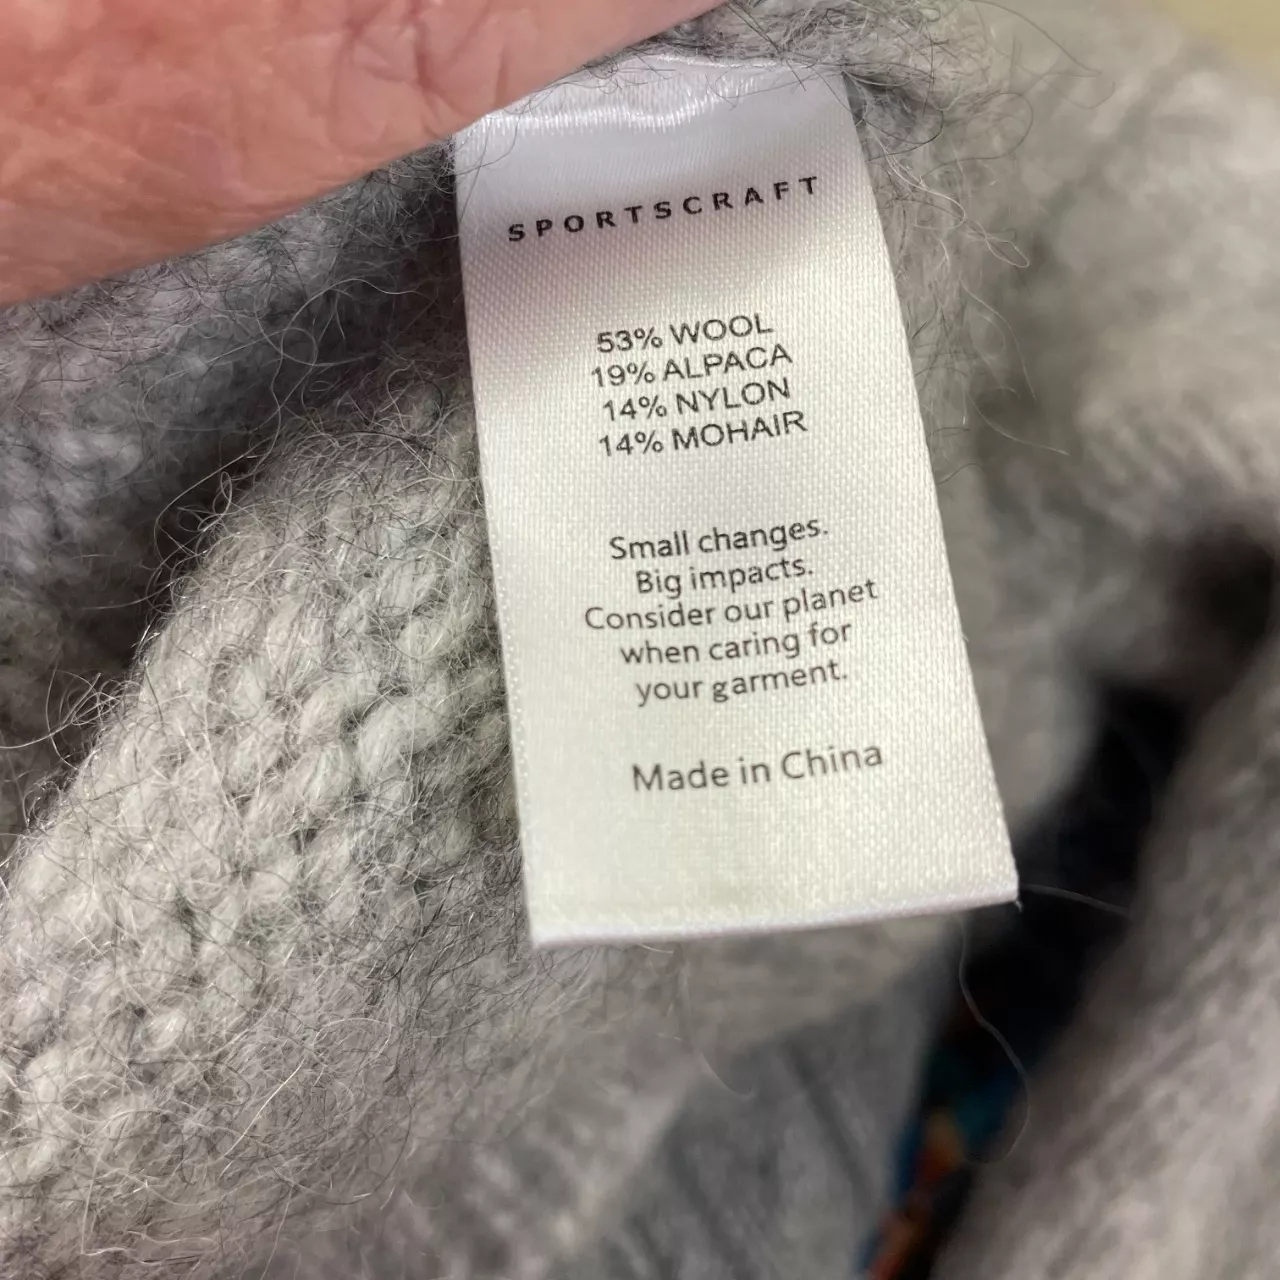 SPORTSCRAFT
53% WOOL
19% ALPACA
14% NYLON
14% MOHAIR
Small changes.
Big impacts.
Consider our planet
when caring for
your garment.
Made in China